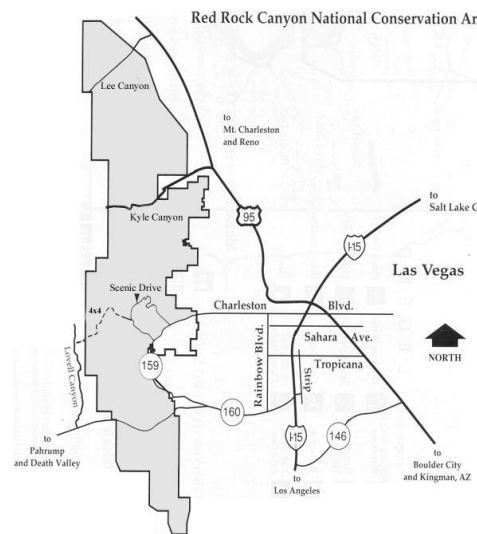 Red Rock Canyon National Conservation Ar
Lee Canyon
to
Mt. Charleston
and Reno
to
Salt Lake C
Kyle Canyon
95
I-15
Las Vegas
Scenic Drive
4x4
Charleston Blvd.
Sahara Ave.
NORTH
Lovell Canyon
159
Rainbow Blvd.
Tropicana
Strip
160
146
I-15
to
Pahrump
and Death Valley
to
Los Angeles
to
Boulder City
and Kingman, AZ